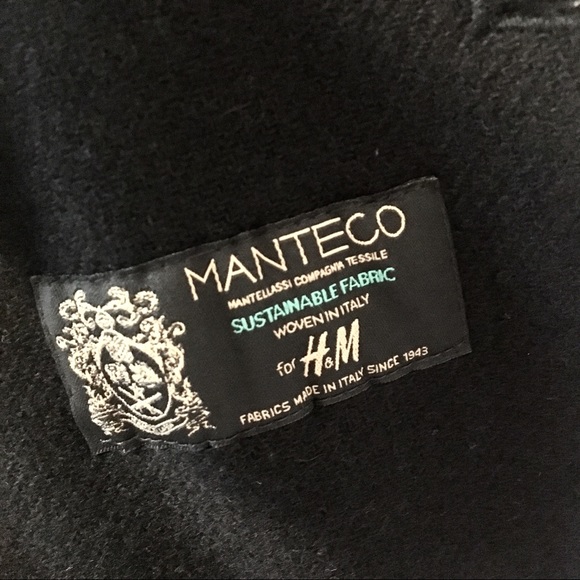 MANTECO
MANTELLASSI COMPAGNIA TESSILE
SUSTAINABLE FABRIC
WOVEN IN ITALY
for H&M
FABRICS MADE IN ITALY SINCE 1943